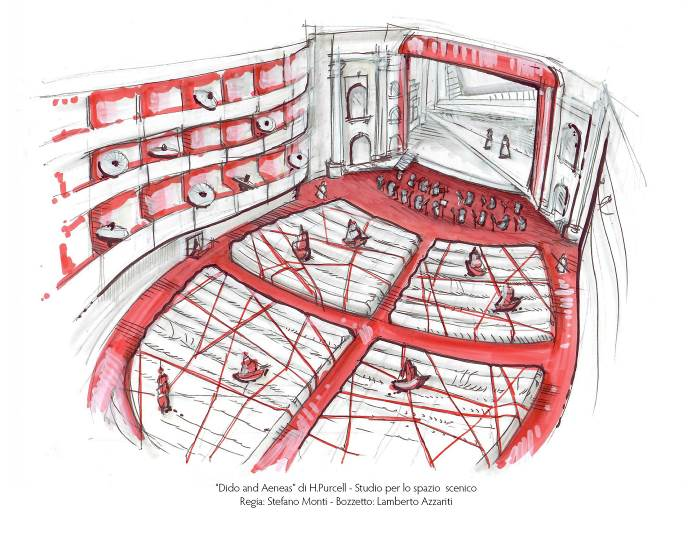 "Dido and Aeneas" di H.Purcell - Studio per lo spazio scenico
Regia: Stefano Monti - Bozzetto: Lamberto Azzariti